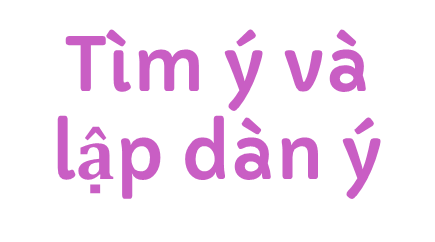 Tìm ý và
lập dàn ý